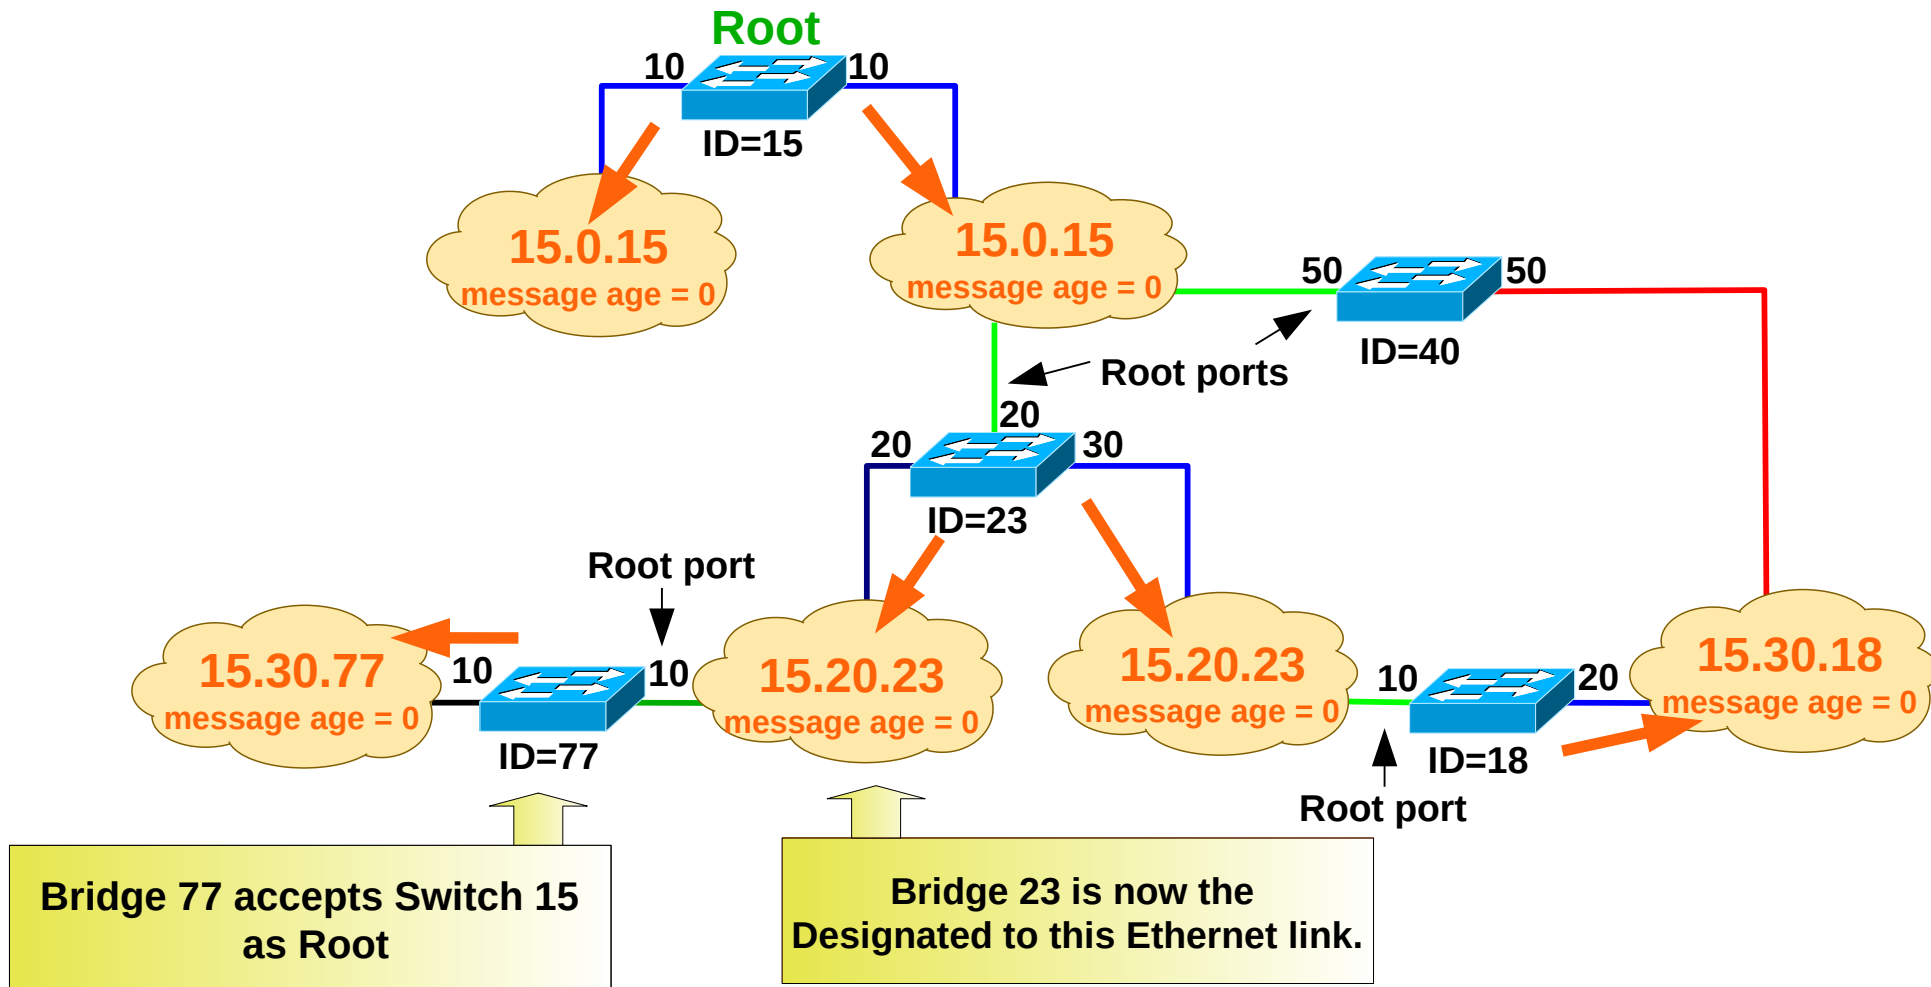 Root
10
10
ID=15
15.0.15
message age = 0
15.0.15
message age = 0
50
50
ID=40
Root ports
20
20
30
ID=23
Root port
15.30.77
message age = 0
10
10
ID=77
15.20.23
message age = 0
15.20.23
message age = 0
10
20
ID=18
Root port
15.30.18
message age = 0
Bridge 77 accepts Switch 15
as Root
Bridge 23 is now the
Designated to this Ethernet link.